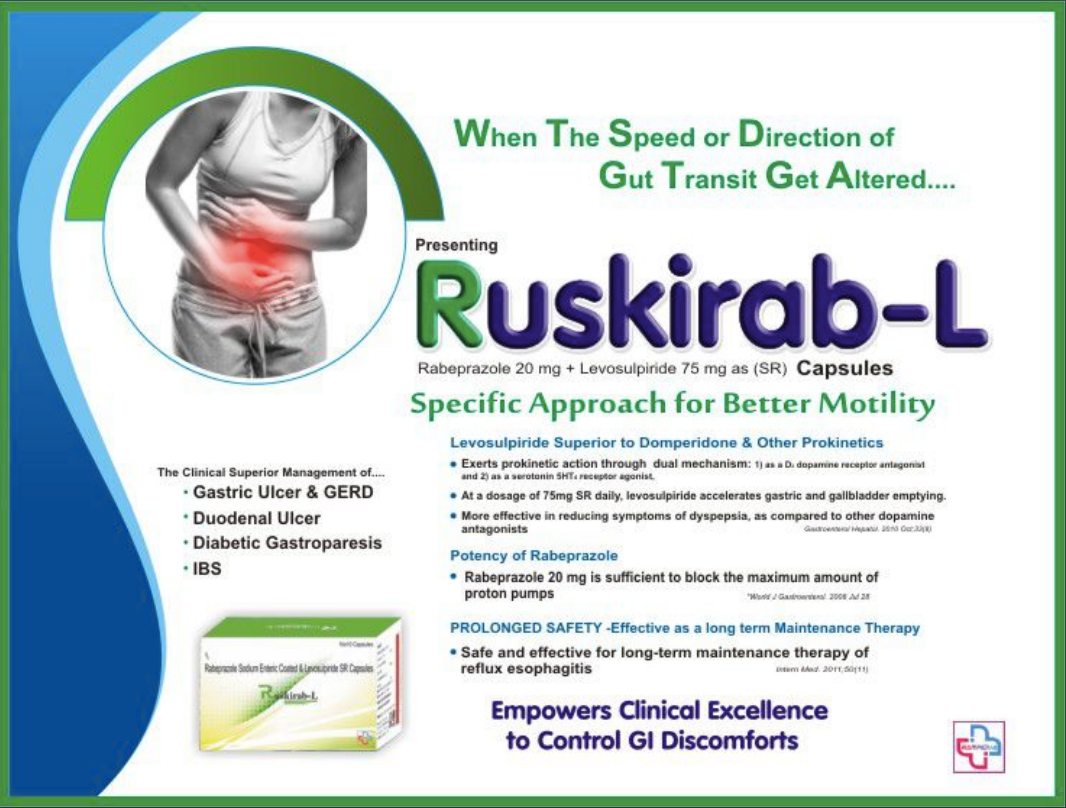 When The Speed or Direction of
Gut Transit Get Altered....
Presenting
Ruskirab-L
Rabeprazole 20 mg + Levosulpiride 75 mg as (SR) Capsules
Specific Approach for Better Motility
The Clinical Superior Management of....
• Gastric Ulcer & GERD
• Duodenal Ulcer
• Diabetic Gastroparesis
• IBS
Levosulpiride Superior to Domperidone & Other Prokinetics
• Exerts prokinetic action through dual mechanism: 1) as a D₂ dopamine receptor antagonist
and 2) as a serotonin 5HT₄ receptor agonist,
• At a dosage of 75mg SR daily, levosulpiride accelerates gastric and gallbladder emptying.
• More effective in reducing symptoms of dyspepsia, as compared to other dopamine
antagonists
Gastroenterol Hepatol. 2010 Oct;33(8)
Potency of Rabeprazole
• Rabeprazole 20 mg is sufficient to block the maximum amount of
proton pumps
*World J Gastroenterol. 2008 Jul 28
PROLONGED SAFETY -Effective as a long term Maintenance Therapy
• Safe and effective for long-term maintenance therapy of
reflux esophagitis
Intern Med. 2011;50(11)
Rabeprazole Sodium Enteric Coated & Levosulpiride SR Capsules
Ruskirab-L
Empowers Clinical Excellence
to Control GI Discomforts